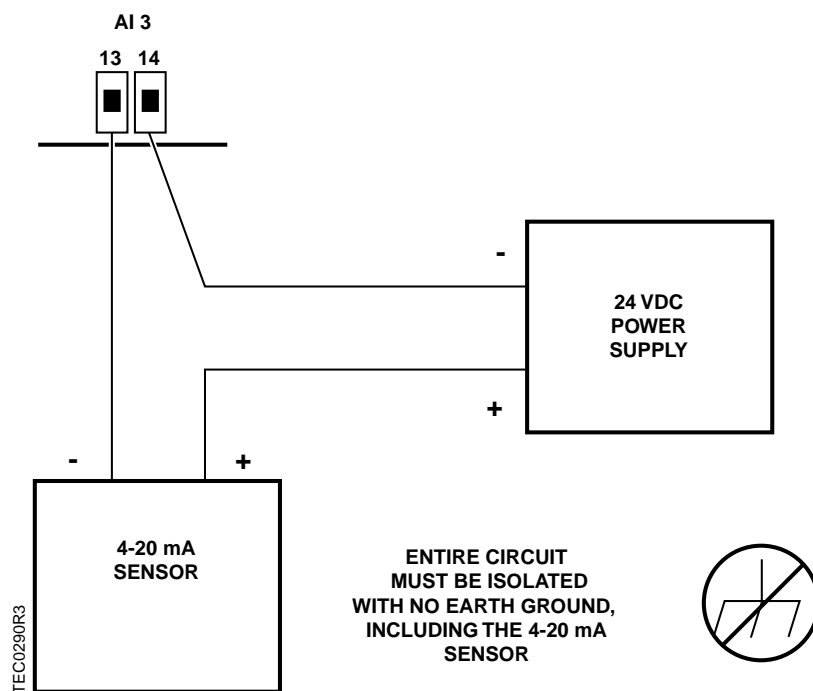 AI 3
13 14
-
24 VDC
POWER
SUPPLY
+
- +
4-20 mA
SENSOR
ENTIRE CIRCUIT
MUST BE ISOLATED
WITH NO EARTH GROUND,
INCLUDING THE 4-20 mA
SENSOR
TEC0290R3